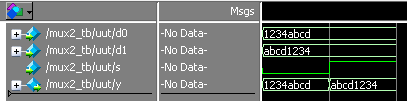 Msgs
/mux2_tb/uut/d0 -No Data- 1234abcd
/mux2_tb/uut/d1 -No Data- abcd1234
/mux2_tb/uut/s -No Data-
/mux2_tb/uut/y -No Data- 1234abcd abcd1234